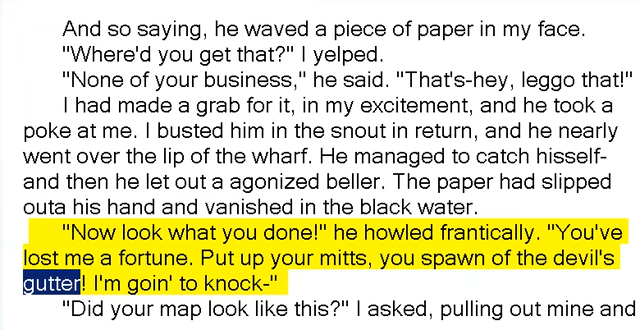 And so saying, he waved a piece of paper in my face.
"Where'd you get that?" I yelped.
"None of your business," he said. "That's-hey, leggo that!"
I had made a grab for it, in my excitement, and he took a
poke at me. I busted him in the snout in return, and he nearly
went over the lip of the wharf. He managed to catch hisself-
and then he let out a agonized beller. The paper had slipped
outa his hand and vanished in the black water.
"Now look what you done!" he howled frantically. "You've
lost me a fortune. Put up your mitts, you spawn of the devil's
gutter! I'm goin' to knock-"
"Did your map look like this?" I asked, pulling out mine and